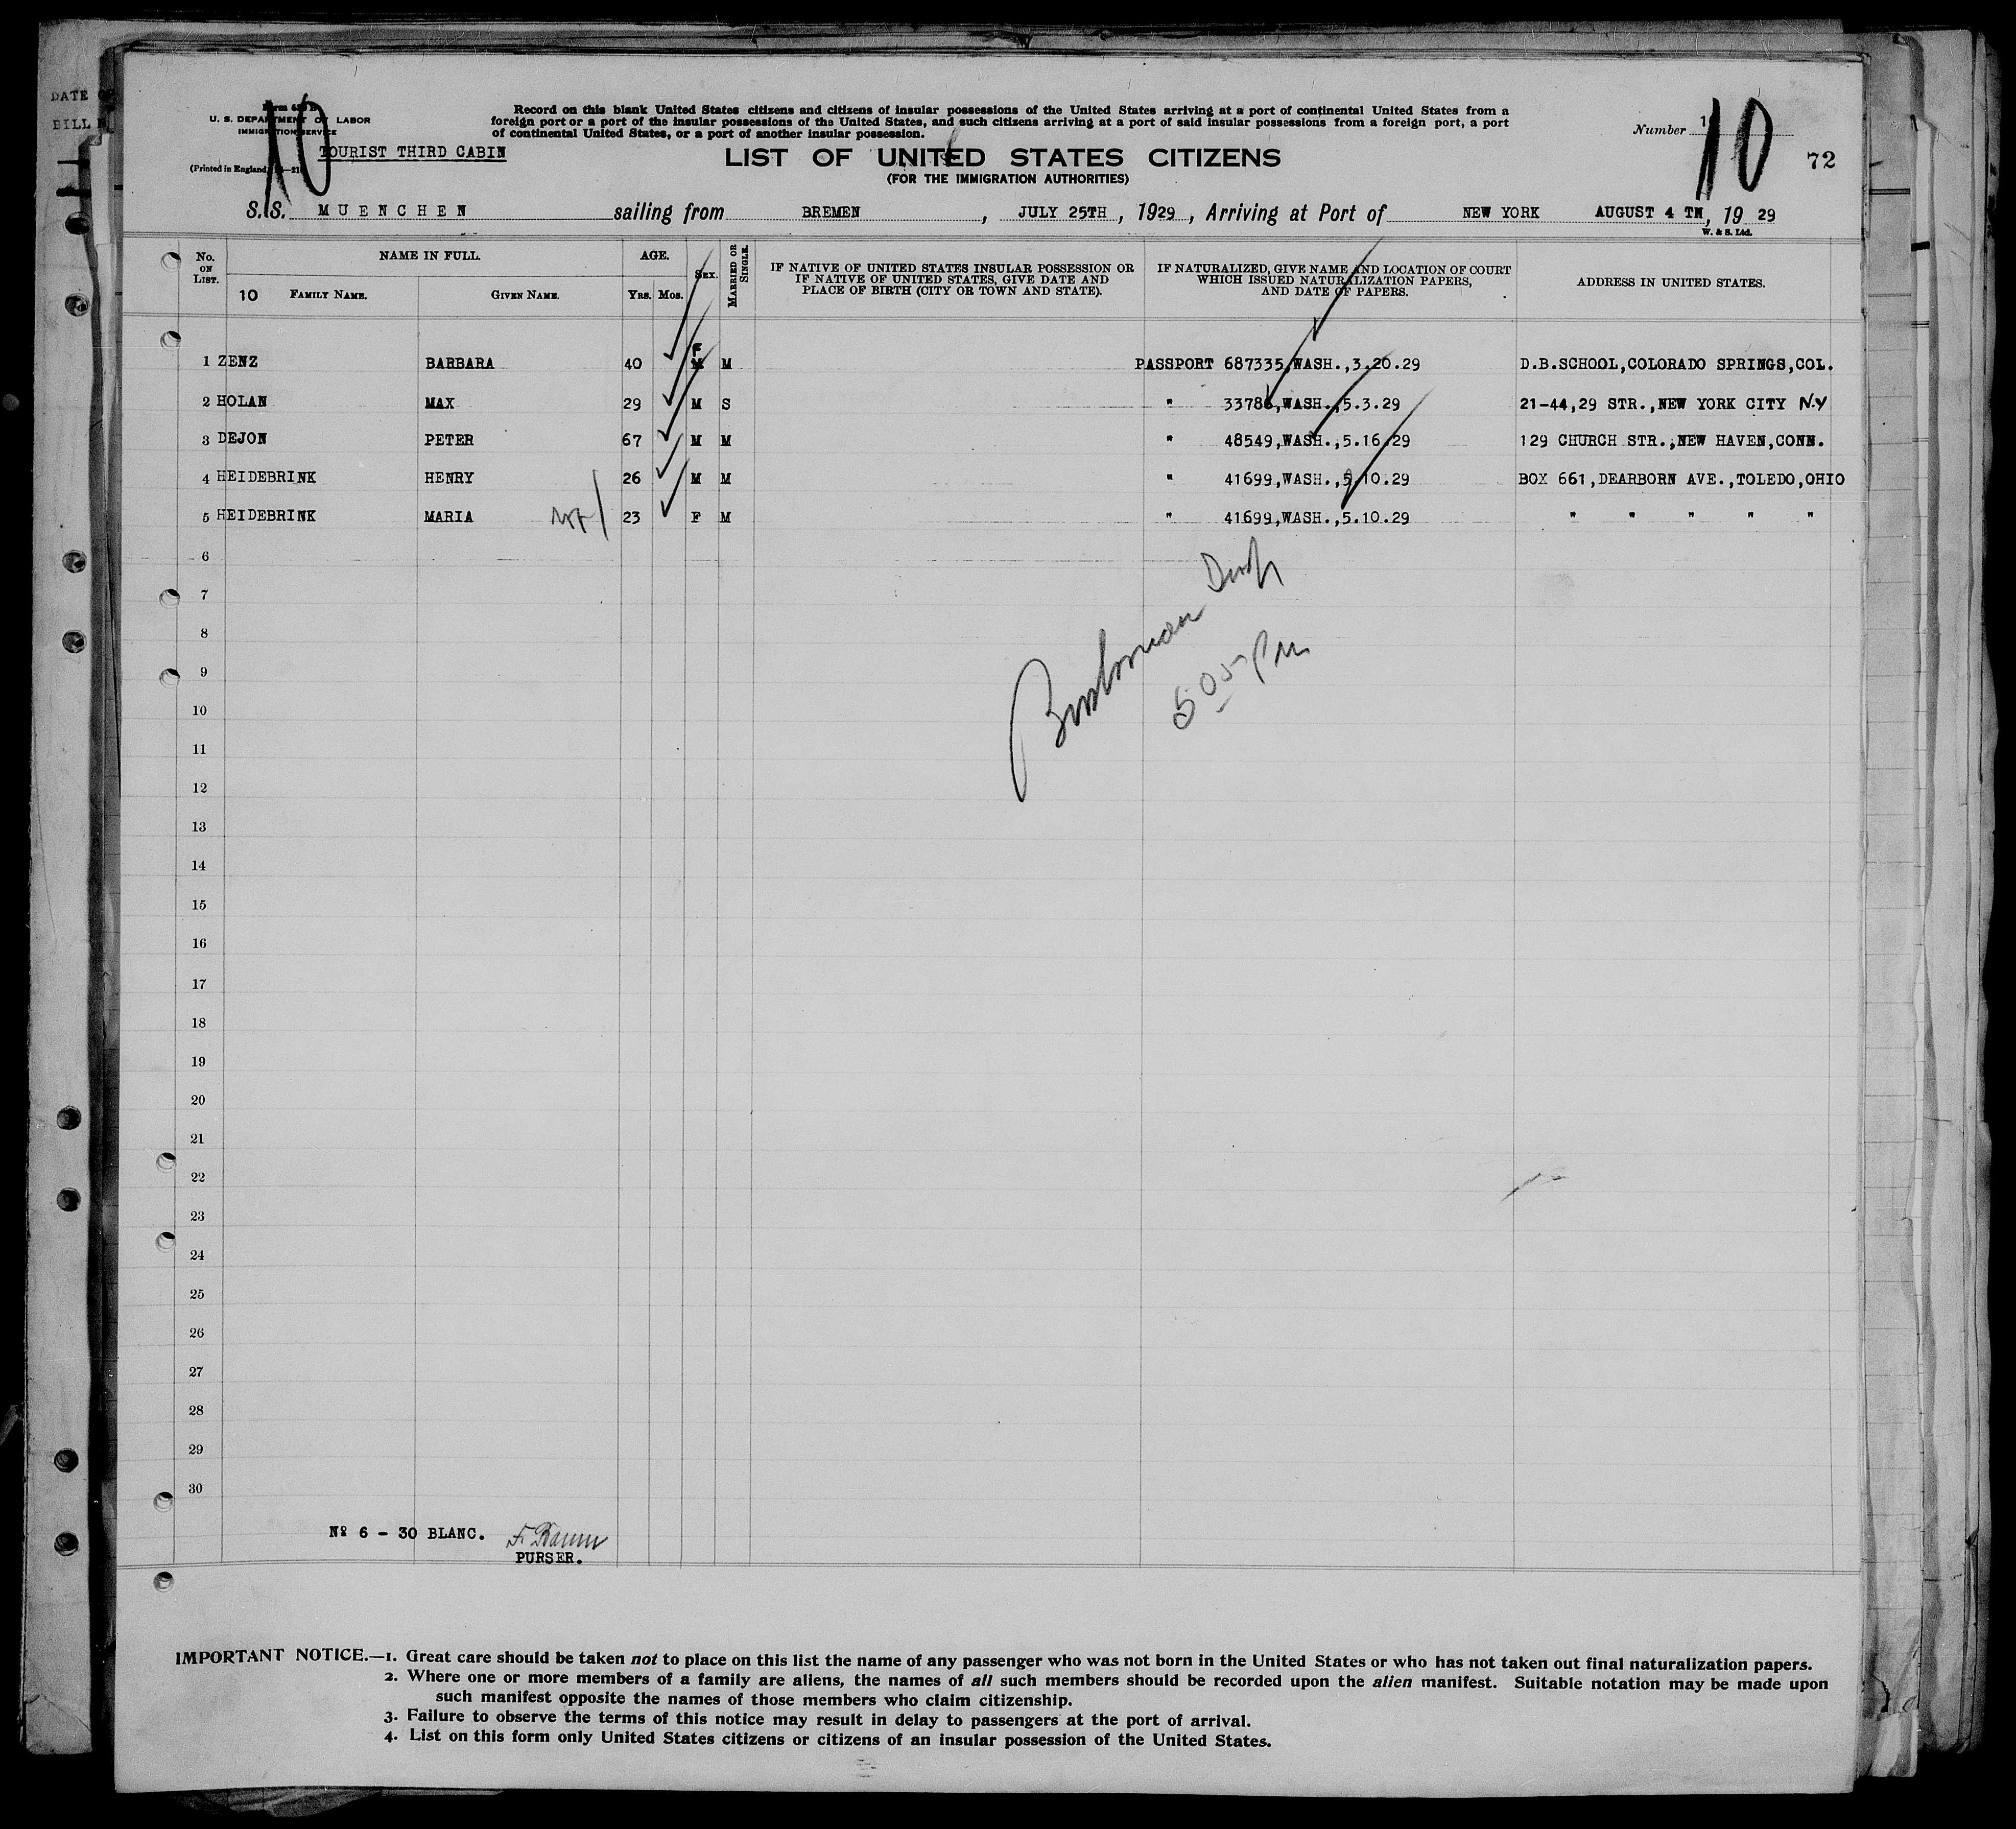 DATE
BILL
U. S. DEPARTMENT OF LABOR
IMMIGRATION SERVICE
TOURIST THIRD CABIN
(Printed in England
10
Record on this blank United States citizens and citizens of insular possessions of the United States arriving at a port of continental United States from a
foreign port or a port of the insular possessions of the United States, and such citizens arriving at a port of said insular possessions from a foreign port, a port
of continental United States, or a port of another insular possession.
LIST OF UNITED STATES CITIZENS
(FOR THE IMMIGRATION AUTHORITIES)
Number 10
72
S.S. MUENCHEN sailing from BREMEN, JULY 25TH, 1929, Arriving at Port of NEW YORK AUGUST 4 TH, 19 29
W. & S. Ltd.
No. ON LIST. NAME IN FULL. AGE. SEX. MARRIED OR SINGLE. IF NATIVE OF UNITED STATES INSULAR POSSESSION OR IF NATIVE OF UNITED STATES, GIVE DATE AND PLACE OF BIRTH (CITY OR TOWN AND STATE). IF NATURALIZED, GIVE NAME AND LOCATION OF COURT WHICH ISSUED NATURALIZATION PAPERS, AND DATE OF PAPERS. ADDRESS IN UNITED STATES.
10 FAMILY NAME. GIVEN NAME. Yrs. Mos.
1 ZENZ BARBARA 40 F M PASSPORT 687335,WASH.,3.20.29 D.B.SCHOOL,COLORADO SPRINGS,COL.
2 HOLAN MAX 29 M S " 33786,WASH.,5.3.29 21-44,29 STR.,NEW YORK CITY N.Y
3 DEJON PETER 67 M M " 48549,WASH.,5.16.29 129 CHURCH STR.,NEW HAVEN,CONN.
4 HEIDEBRINK HENRY 26 M M " 41699,WASH.,5.10.29 BOX 661,DEARBORN AVE.,TOLEDO,OHIO
5 HEIDEBRINK MARIA 23 F M " 41699,WASH.,5.10.29 " " " " "
6
7
8
9
10
11
12
13
14
15
16
17
18
19
20
21
22
23
24
25
26
27
28
29
30
5 05 PM
Nº 6 - 30 BLANC.
PURSER.
IMPORTANT NOTICE.—1. Great care should be taken not to place on this list the name of any passenger who was not born in the United States or who has not taken out final naturalization papers.
2. Where one or more members of a family are aliens, the names of all such members should be recorded upon the alien manifest. Suitable notation may be made upon
such manifest opposite the names of those members who claim citizenship.
3. Failure to observe the terms of this notice may result in delay to passengers at the port of arrival.
4. List on this form only United States citizens or citizens of an insular possession of the United States.